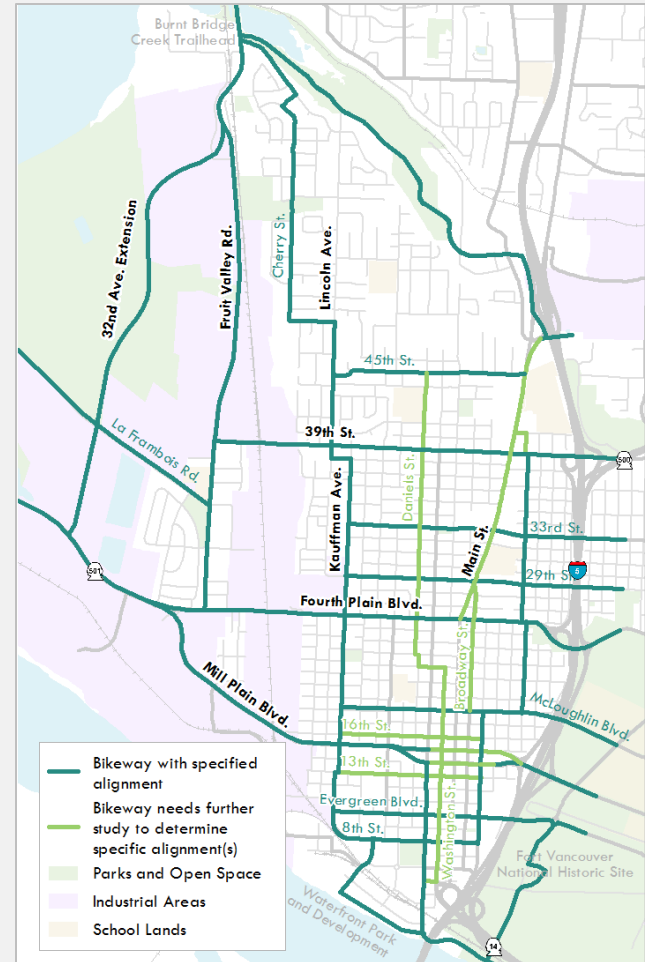 Burnt Bridge
Creek Trailhead
32nd Ave. Extension
Fruit Valley Rd.
Cherry St.
Lincoln Ave.
45th St.
La Frambois Rd.
39th St.
500
Daniels St.
Kauffman Ave.
Main St.
33rd St.
501
29th St.
5
Fourth Plain Blvd.
Broadway St.
Mill Plain Blvd.
McLoughlin Blvd.
16th St.
13th St.
Evergreen Blvd.
8th St.
Washington St.
Fort Vancouver
National Historic Site
Waterfront Park
and Development
14
Bikeway with specified
alignment
Bikeway needs further
study to determine
specific alignment(s)
Parks and Open Space
Industrial Areas
School Lands